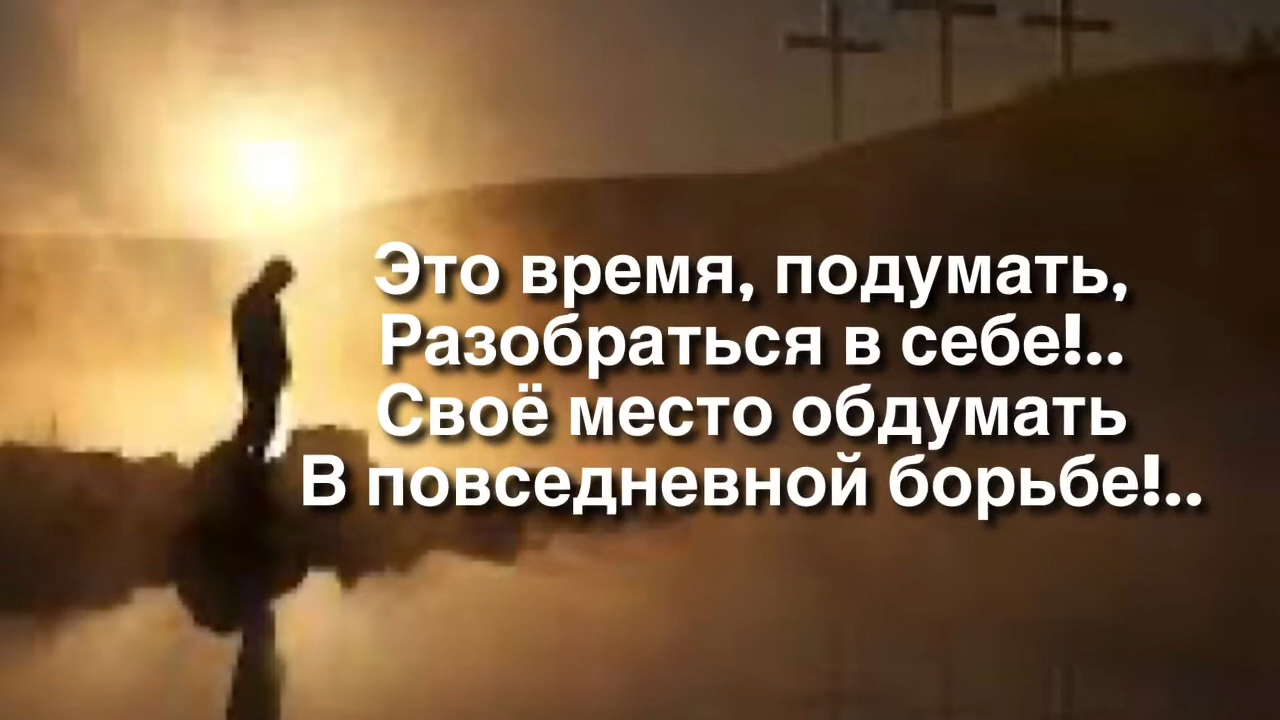 Это время, подумать,
Разобраться в себе!..
Своё место обдумать
В повседневной борьбе!..